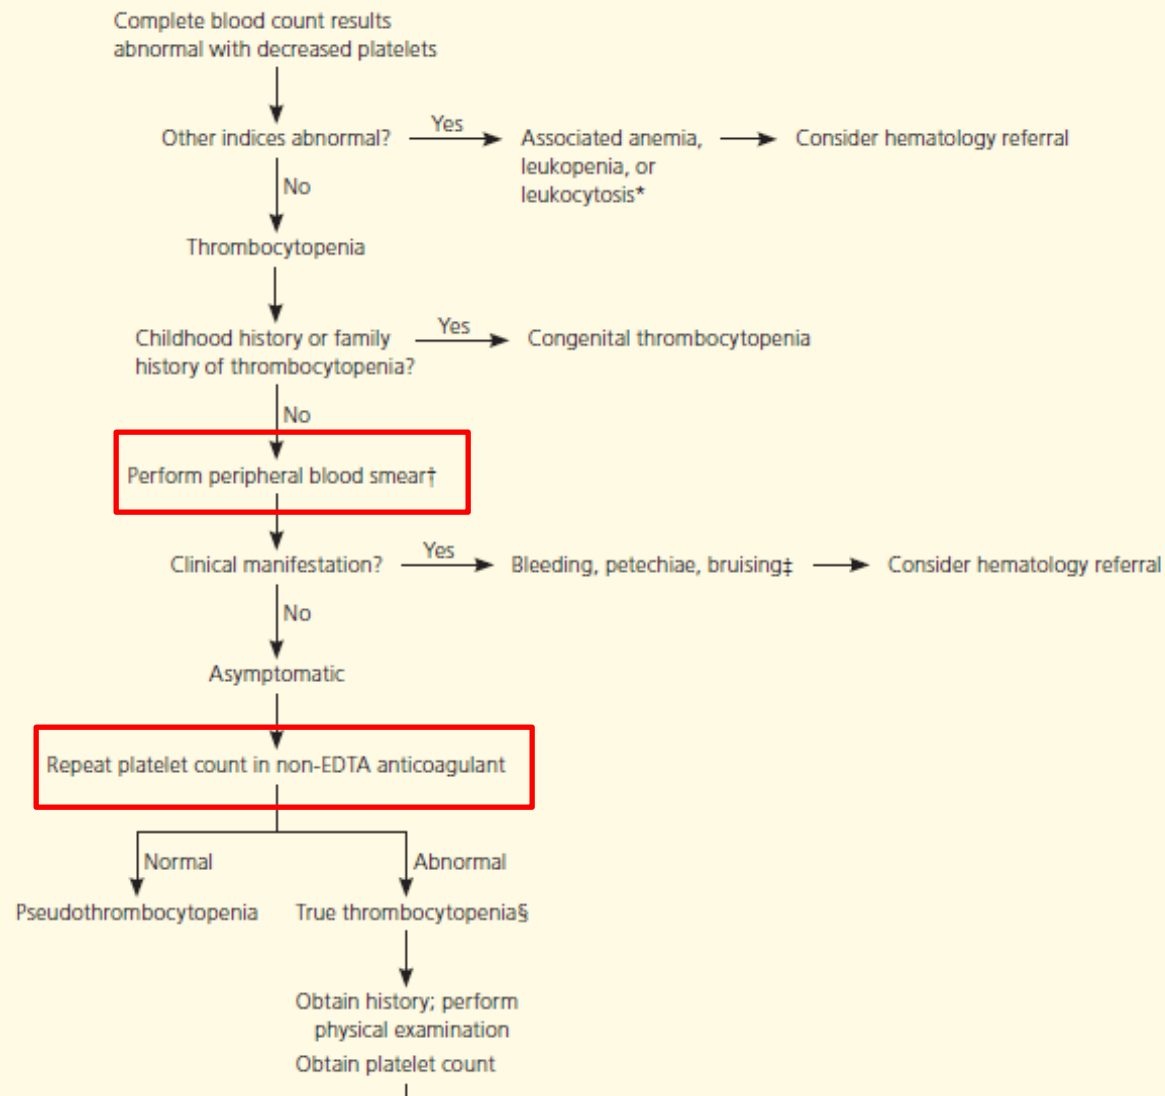 Complete blood count results
abnormal with decreased platelets
Other indices abnormal?
Yes
Associated anemia,
leukopenia, or
leukocytosis*
Consider hematology referral
No
Thrombocytopenia
Childhood history or family
history of thrombocytopenia?
Yes
Congenital thrombocytopenia
No
Perform peripheral blood smear†
Clinical manifestation?
Yes
Bleeding, petechiae, bruising‡
Consider hematology referral
No
Asymptomatic
Repeat platelet count in non-EDTA anticoagulant
Normal
Abnormal
Pseudothrombocytopenia
True thrombocytopenia§
Obtain history; perform
physical examination
Obtain platelet count